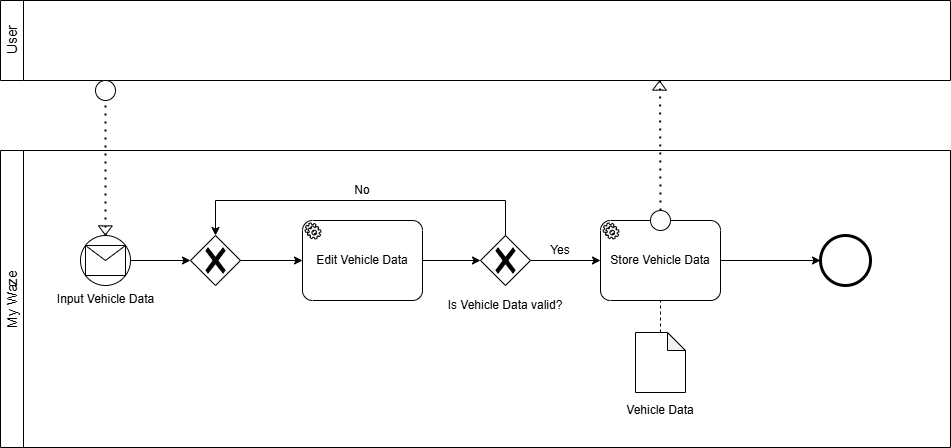 User
My Waze
Input Vehicle Data
No
Edit Vehicle Data
Is Vehicle Data valid?
Yes
Store Vehicle Data
Vehicle Data